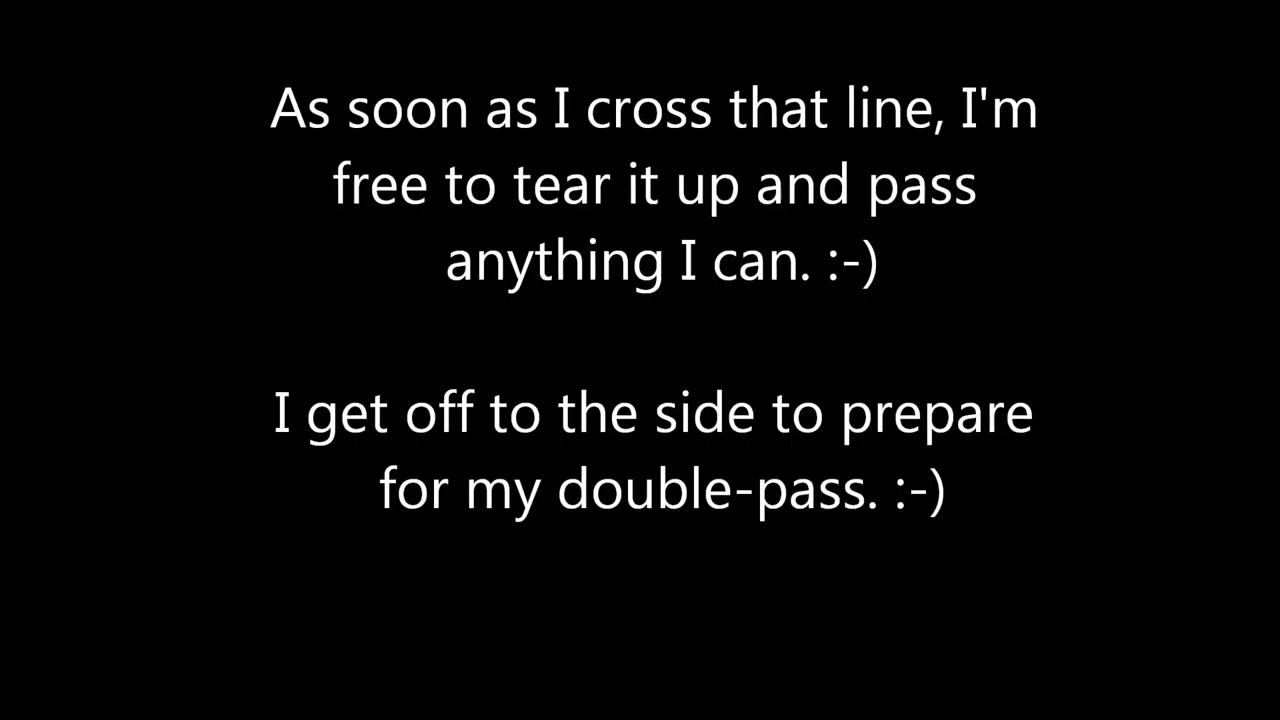 As soon as I cross that line, I'm
free to tear it up and pass
anything I can. :-)
I get off to the side to prepare
for my double-pass. :-)